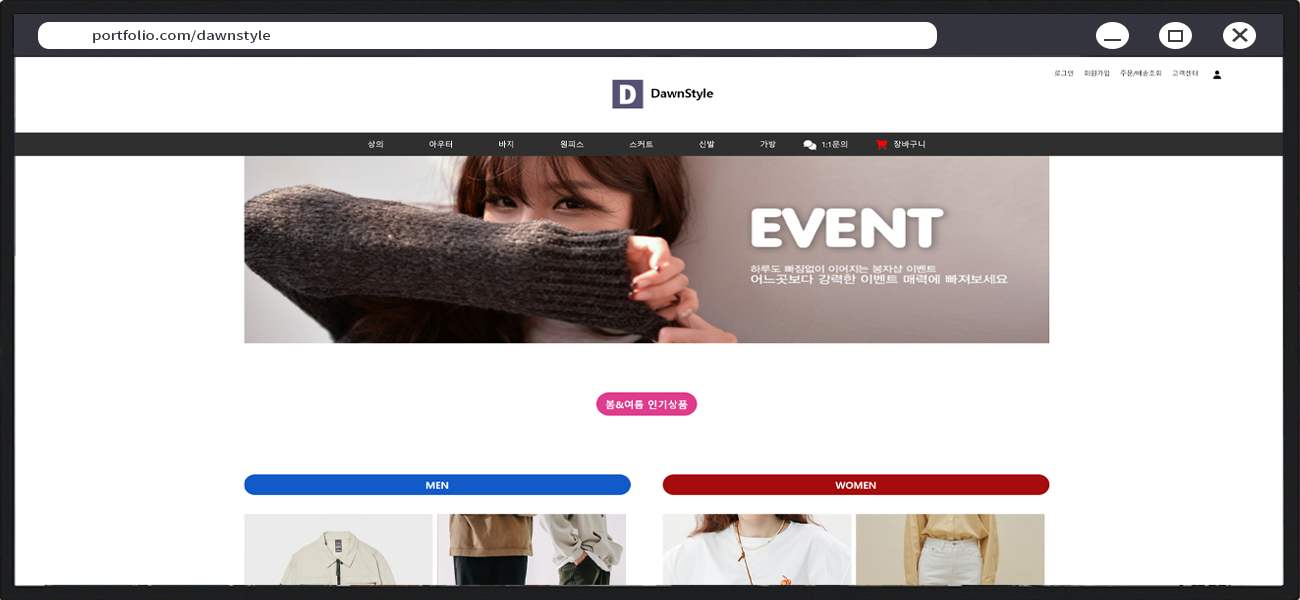 portfolio.com/dawnstyle
로그인 회원가입 주문/배송조회 고객센터
D DawnStyle
상의 아우터 바지 원피스 스커트 신발 가방 1:1문의 장바구니
EVENT
하루도 빠짐없이 이어지는 봉자샵 이벤트
어느곳보다 강력한 이벤트 매력에 빠져보세요
봄&여름 인기상품
MEN WOMEN